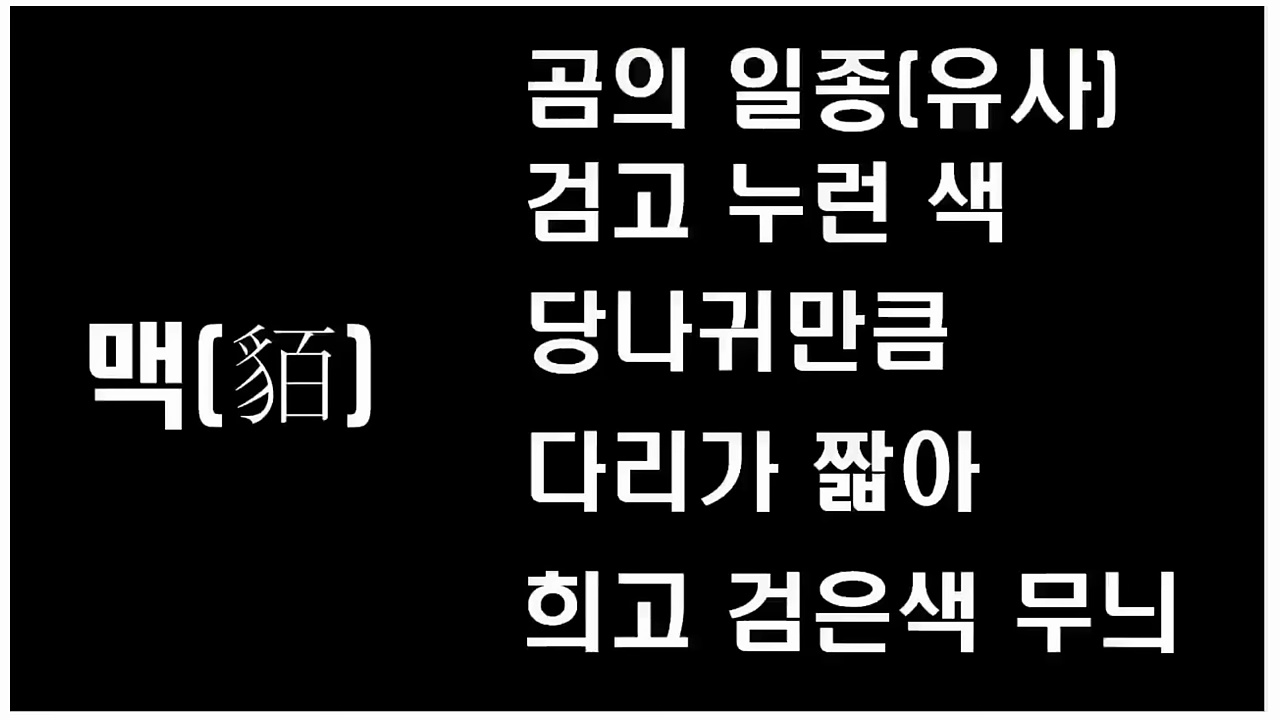 맥(貊)
곰의 일종(유사)
검고 누런 색
당나귀만큼
다리가 짧아
희고 검은색 무늬